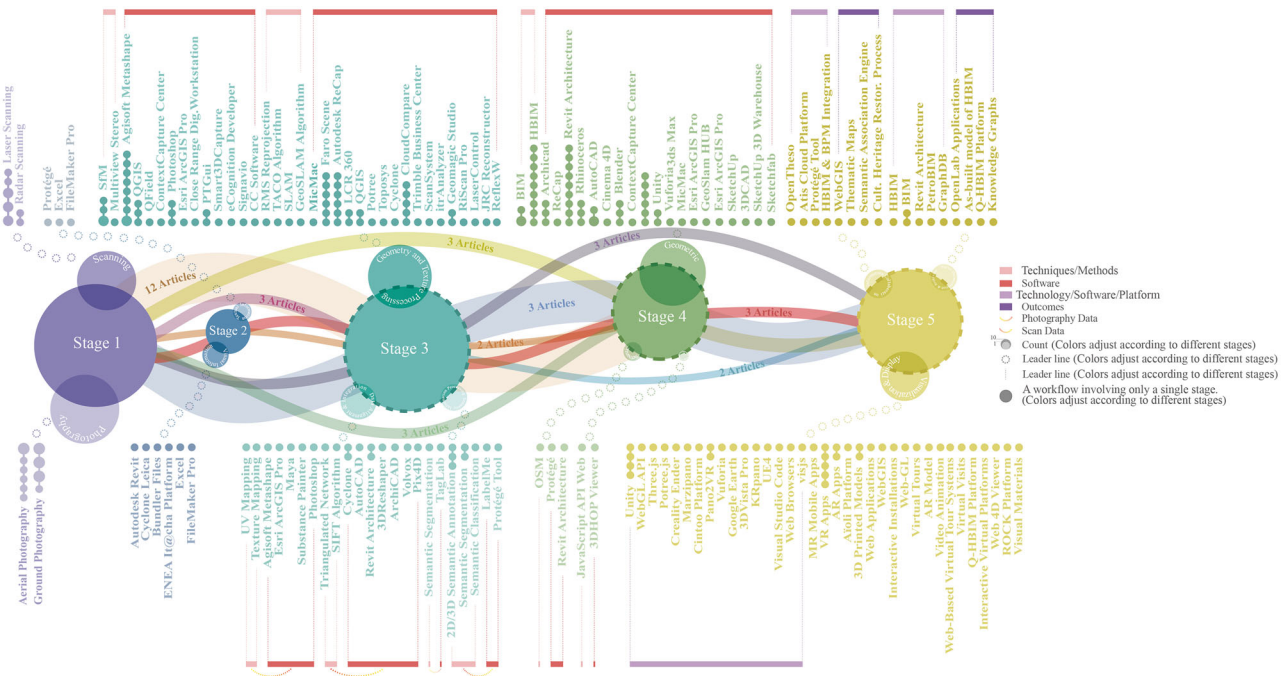 Laser Scanning
Radar Scanning
Protégé
Excel
FileMaker Pro
SfM
Multiview Stereo
Agisoft Metashape
QGIS
QField
ContextCapture Center
Photoshop
Esri ArcGIS Pro
Close Range Dig.Workstation
PTGui
Smart3DCapture
eCognition Developer
Signavio
CC Software
RMS Reprojection
TACO Algorithm
SLAM
GeoSLAM Algorithm
MicMac
Faro Scene
Autodesk ReCap
LCR 360
QGIS
Potree
Toposys
Cyclone
CloudCompare
Trimble Business Center
ScanSystem
itrAnalyzer
Geomagic Studio
RiScan Pro
LaserControl
JRC Reconstructor
ReflexW
BIM
HBIM
Archicad
ReCap
Revit Architecture
Rhinoceros
AutoCAD
Cinema 4D
Blender
ContextCapture Center
Unity
Vuforia3ds Max
MicMac
Esri ArcGIS Pro
GeoSlam HUB
Esri ArcGIS Pro
SketchUp
3DCAD
SketchUp 3D Warehouse
Sketchfab
OpenTheso
Atis Cloud Platform
Protégé Tool
HBIM & BPM Integration
WebGIS
Thematic Maps
Semantic Association Engine
Cult. Heritage Restor. Process
HBIM
BIM
Revit Architecture
PetroBIM
GraphDB
OpenLab Applications
As-built model of HBIM
Q-HBIM Platform
Knowledge Graphs
Scanning
Stage 1
Photography
Stage 2
Geometry and Texture Processing
Stage 3
Geometric
Stage 4
Stage 5
12 Articles
3 Articles
3 Articles
3 Articles
3 Articles
2 Articles
3 Articles
3 Articles
3 Articles
2 Articles
Techniques/Methods
Software
Technology/Software/Platform
Outcomes
Photography Data
Scan Data
Count (Colors adjust according to different stages)
Leader line (Colors adjust according to different stages)
Leader line (Colors adjust according to different stages)
A workflow involving only a single stage.
(Colors adjust according to different stages)
Aerial Photography
Ground Photography
Autodesk Revit
Cyclone Leica
Bundler Files
ENEA It@cha Platform
Excel
FileMaker Pro
UV Mapping
Texture Mapping
Agisoft Metashape
Esri ArcGIS Pro
Maya
Substance Painter
Photoshop
Triangulated Network
SIFT Algorithm
Cyclone
AutoCAD
Revit Architecture
3DReshaper
ArchiCAD
Yolvox
Pix4D
Semantic Segmentation
TagLab
2D/3D Semantic Annotation
Semantic Segmentation
Semantic Classification
LabelMe
Protégé Tool
OSM
Protégé
Revit Architecture
JavaScript API Web
3DHOP Viewer
Unity
WebGL API
Three.js
Potree.js
Creality Ender
Marzipano
Cintoo Platform
Pano2VR
Vuforia
Google Earth
3DVista Pro
KRpano
UE4
Visual Studio Code
Web Browsers
visjs
MR Mobile Apps
VR Apps
AR Apps
Aioli Platform
3D Printed Models
Web Applications
WebGIS
Interactive Installations
Web-GL
Virtual Tours
AR Model
Video Animation
Web-Based Virtual Tour Systems
Virtual Visits
Q-HBIM Platform
Interactive Virtual Platforms
Web 4D Viewer
ROCK Platform
Visual Materials